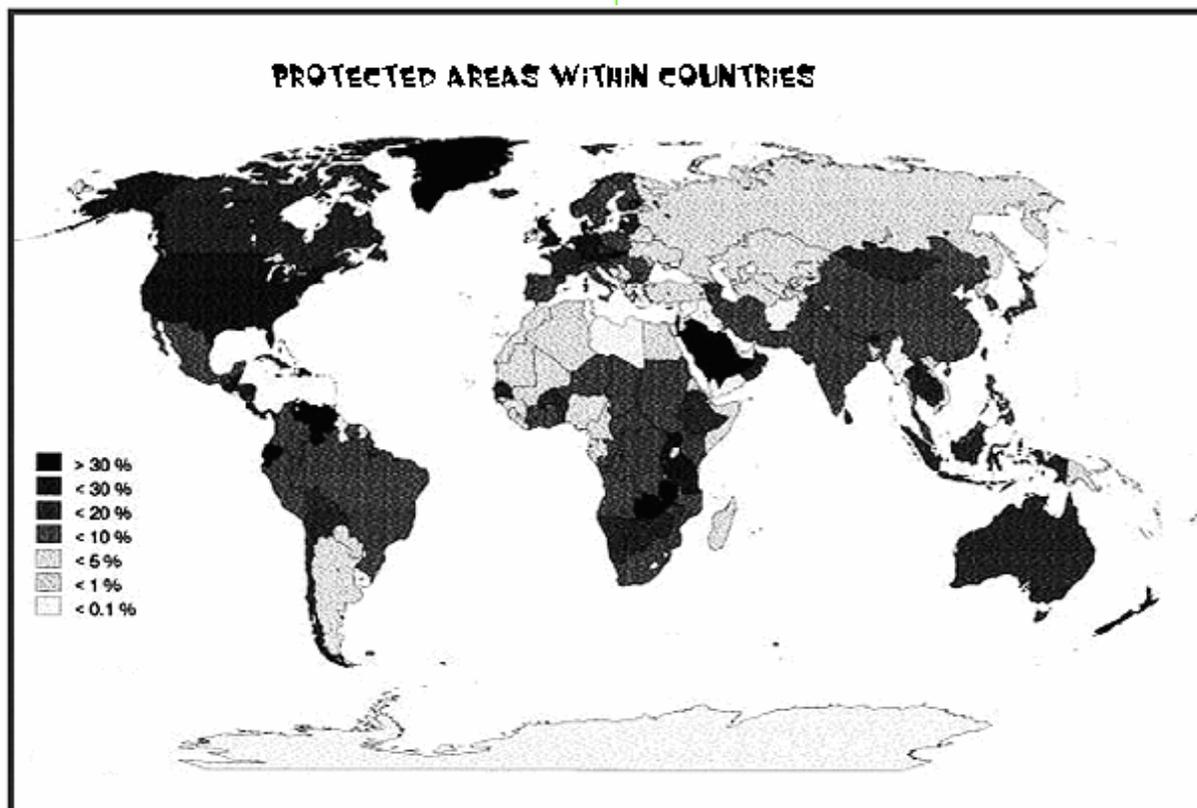 PROTECTED AREAS WiTHiN COUNTRiES
> 30 %
< 30 %
< 20 %
< 10 %
< 5 %
< 1 %
< 0.1 %